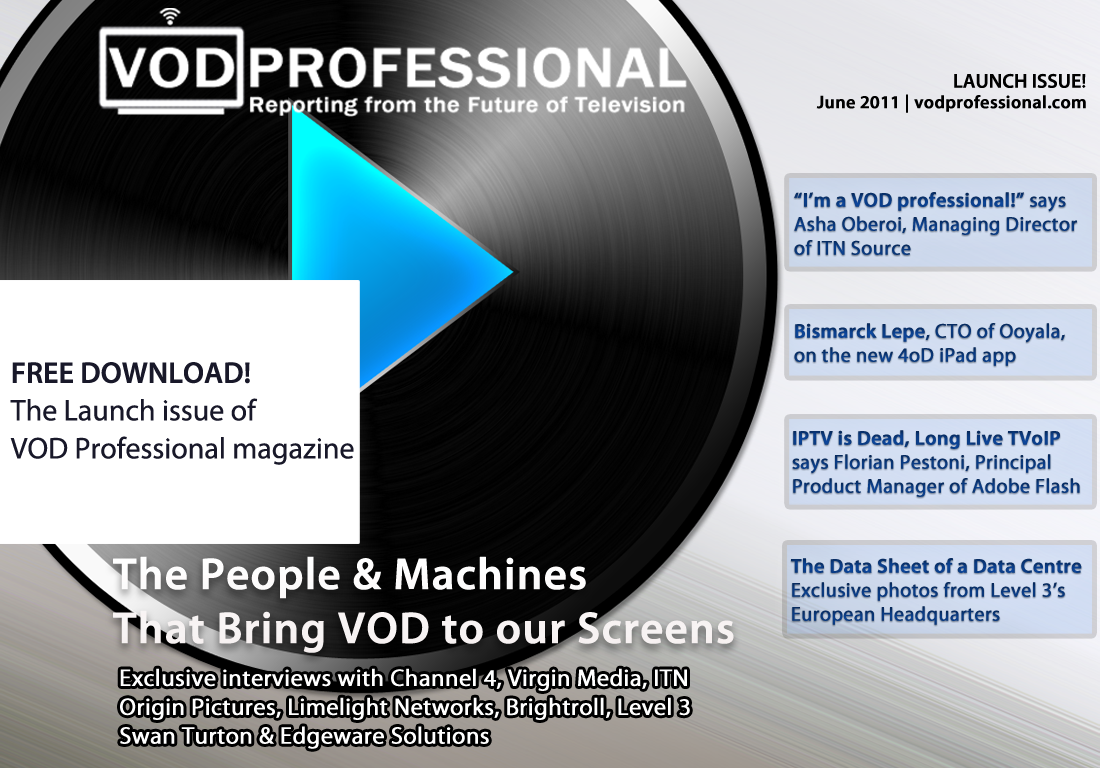 VOD PROFESSIONAL
Reporting from the Future of Television
LAUNCH ISSUE!
June 2011 | vodprofessional.com
“I’m a VOD professional!” says
Asha Oberoi, Managing Director
of ITN Source
Bismarck Lepe, CTO of Ooyala,
on the new 4oD iPad app
IPTV is Dead, Long Live TVoIP
says Florian Pestoni, Principal
Product Manager of Adobe Flash
The Data Sheet of a Data Centre
Exclusive photos from Level 3’s
European Headquarters
FREE DOWNLOAD!
The Launch issue of
VOD Professional magazine
The People & Machines
That Bring VOD to our Screens
Exclusive interviews with Channel 4, Virgin Media, ITN
Origin Pictures, Limelight Networks, Brightroll, Level 3
Swan Turton & Edgeware Solutions